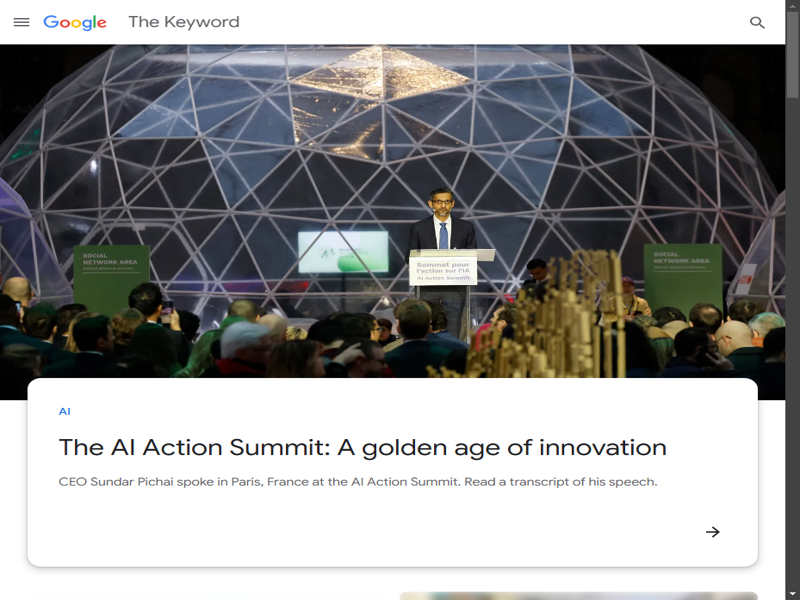 Google The Keyword
SOCIAL
NETWORK AREA
Sommet pour
l'action sur l'IA
AI Action Summit
SOCIAL
NETWORK AREA
AI
The AI Action Summit: A golden age of innovation
CEO Sundar Pichai spoke in Paris, France at the AI Action Summit. Read a transcript of his speech.